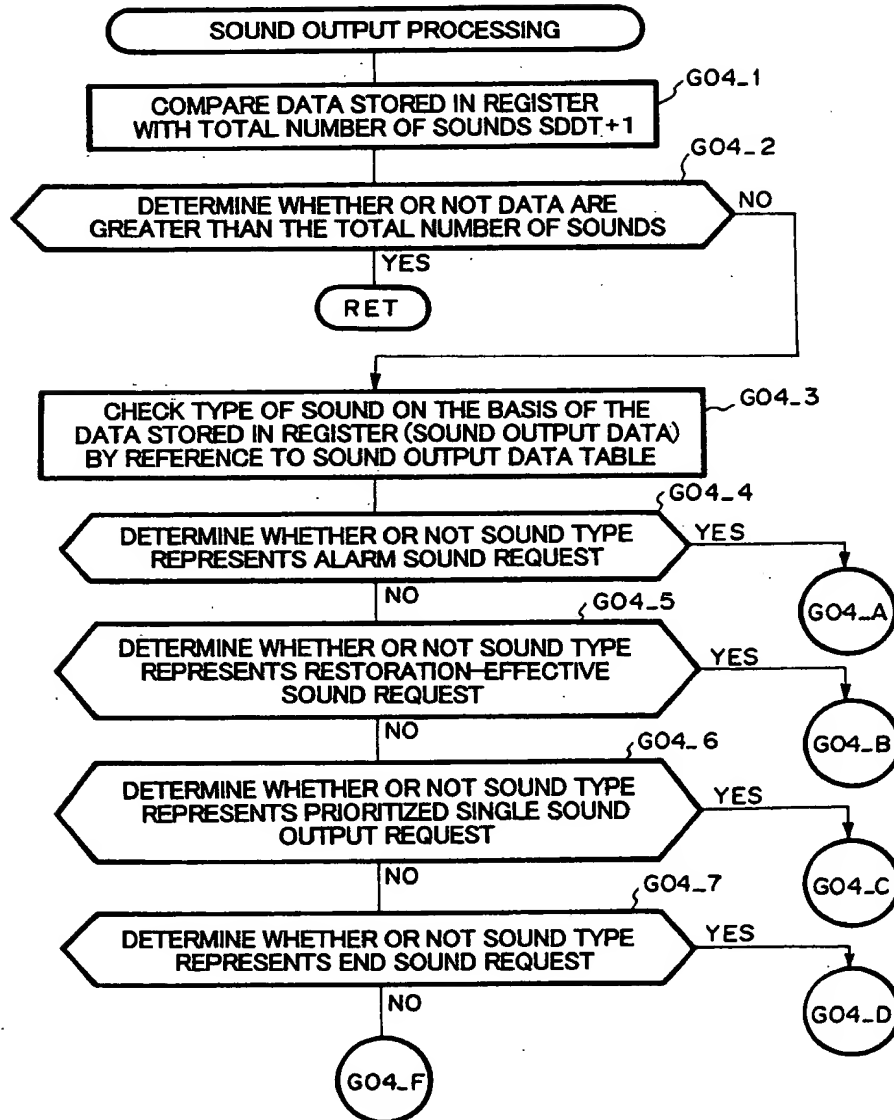 SOUND OUTPUT PROCESSING
G04_1
COMPARE DATA STORED IN REGISTER
WITH TOTAL NUMBER OF SOUNDS SDDT+1
G04_2
DETERMINE WHETHER OR NOT DATA ARE
GREATER THAN THE TOTAL NUMBER OF SOUNDS
NO
YES
RET
G04_3
CHECK TYPE OF SOUND ON THE BASIS OF THE
DATA STORED IN REGISTER (SOUND OUTPUT DATA)
BY REFERENCE TO SOUND OUTPUT DATA TABLE
G04_4
DETERMINE WHETHER OR NOT SOUND TYPE
REPRESENTS ALARM SOUND REQUEST
YES
G04_A
NO
G04_5
DETERMINE WHETHER OR NOT SOUND TYPE
REPRESENTS RESTORATION-EFFECTIVE
SOUND REQUEST
YES
G04_B
NO
G04_6
DETERMINE WHETHER OR NOT SOUND TYPE
REPRESENTS PRIORITIZED SINGLE SOUND
OUTPUT REQUEST
YES
G04_C
NO
G04_7
DETERMINE WHETHER OR NOT SOUND TYPE
REPRESENTS END SOUND REQUEST
YES
G04_D
NO
G04_F